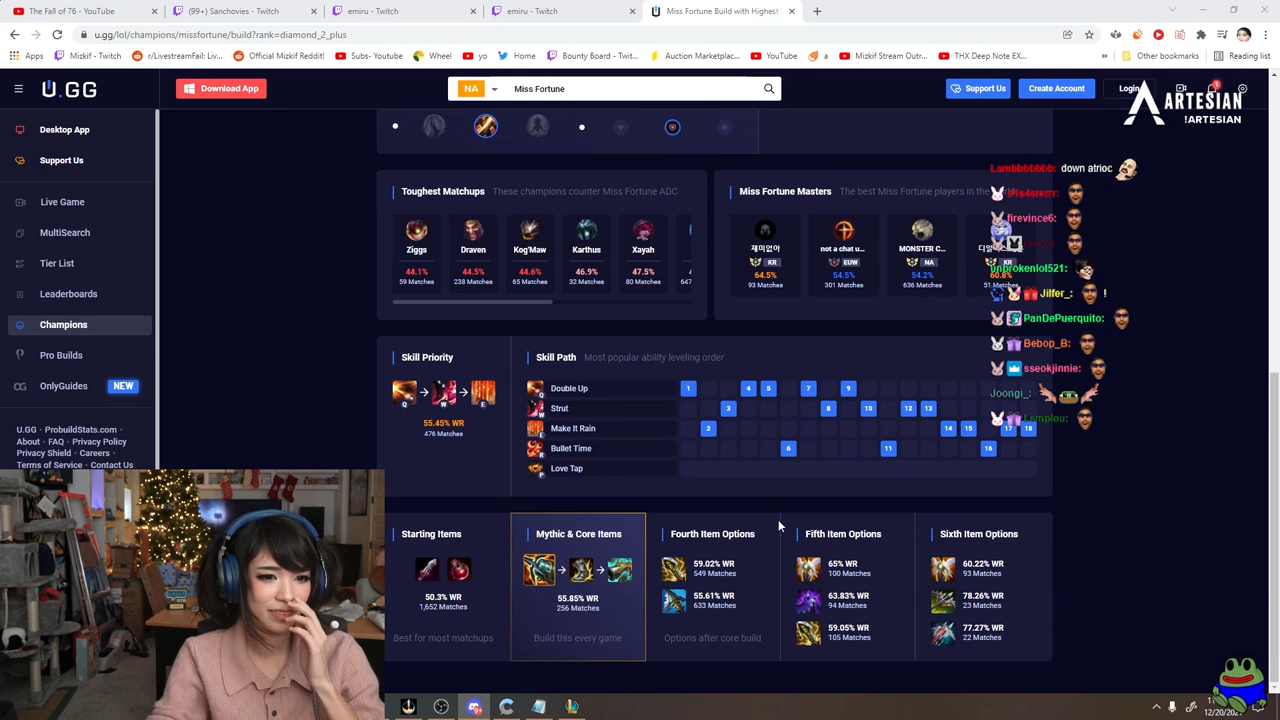 The Fall of 76 - YouTube
(99+) Sanchovies - Twitch
emiru - Twitch
emiru - Twitch
Miss Fortune Build with Highest
u.gg/lol/champions/missfortune/build?rank=diamond_2_plus
Apps
Mizkif - Twitch
r/LivestreamFail: Liv...
Official Mizkif Reddit!
Subs- Youtube
Wheel
yo
Home
Bounty Board - Twit...
Auction Marketplac...
YouTube
a
Mizkif Stream Outr...
THX Deep Note EX...
Other bookmarks
Reading list
U.GG
Download App
NA
Miss Fortune
Support Us
Create Account
Login
ARTESIAN
!ARTESIAN
Desktop App
Support Us
Live Game
MultiSearch
Tier List
Leaderboards
Champions
Pro Builds
OnlyGuides NEW
U.GG - ProbuildStats.com -
About - FAQ - Privacy Policy
Privacy Shield - Careers -
Terms of Service - Contact Us
Toughest Matchups These champions counter Miss Fortune ADC
Ziggs
44.1%
59 Matches
Draven
44.5%
238 Matches
Kog'Maw
44.6%
65 Matches
Karthus
46.9%
32 Matches
Xayah
47.5%
80 Matches
647
Miss Fortune Masters The best Miss Fortune players in the
재미없아
KR
64.5%
93 Matches
not a chat u...
EUW
54.5%
301 Matches
MONSTER C...
NA
54.2%
636 Matches
KR
60.8%
Lambbbbbbb: down atrioc
firevince6:
unbrokenlol521:
Jilfer_: !
PanDePuerquito:
Bebop_B:
sseokjinnie:
Joongi_:
Lemplou:
Skill Priority
Q
W
E
55.45% WR
476 Matches
Skill Path Most popular ability leveling order
Q Double Up 1 4 5 7 9
W Strut 3 8 10 12 13
E Make It Rain 2 14 15 17 18
R Bullet Time 6 11 16
P Love Tap
Starting Items
50.3% WR
1,652 Matches
Best for most matchups
Mythic & Core Items
55.85% WR
256 Matches
Build this every game
Fourth Item Options
59.02% WR
549 Matches
55.61% WR
633 Matches
Options after core build
Fifth Item Options
65% WR
100 Matches
63.83% WR
94 Matches
59.05% WR
105 Matches
Sixth Item Options
60.22% WR
93 Matches
78.26% WR
23 Matches
77.27% WR
22 Matches